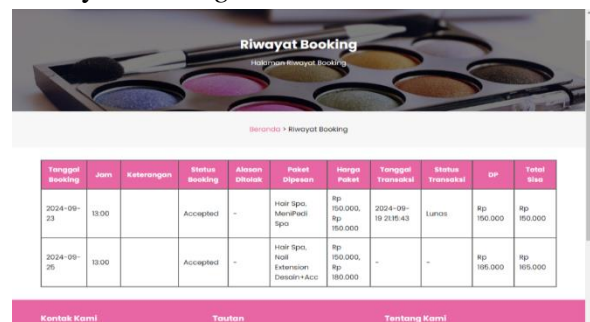 Riwayat Booking
Halaman Riwayat Booking
Beranda > Riwayat Booking
Tanggal Booking Jam Keterangan Status Booking Alasan Ditolak Paket Dipesan Harga Paket Tanggal Transaksi Status Transaksi DP Total Sisa
2024-09-23 13:00 Accepted - Hair Spa, MeniPedi Spa Rp 150.000, Rp 150.000 2024-09-19 21:15:43 Lunas Rp 150.000 Rp 150.000
2024-09-25 13:00 Accepted - Hair Spa, Nail Extension Desain+Acc Rp 150.000, Rp 180.000 - - Rp 165.000 Rp 165.000
Kontak Kami Tautan Tentang Kami